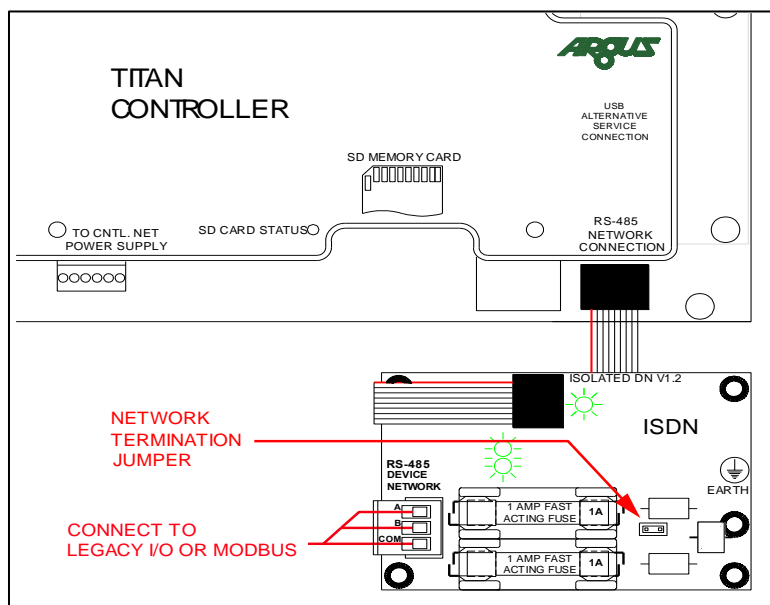 ARGUS
TITAN
CONTROLLER
USB
ALTERNATIVE
SERVICE
CONNECTION
SD MEMORY CARD
TO CNTL. NET
POWER SUPPLY
SD CARD STATUS
RS-485
NETWORK
CONNECTION
ISOLATED DN V1.2
NETWORK
TERMINATION
JUMPER
ISDN
RS-485
DEVICE
NETWORK
EARTH
A
B
COM
1 AMP FAST
ACTING FUSE
1A
CONNECT TO
LEGACY I/O OR MODBUS
1 AMP FAST
ACTING FUSE
1A